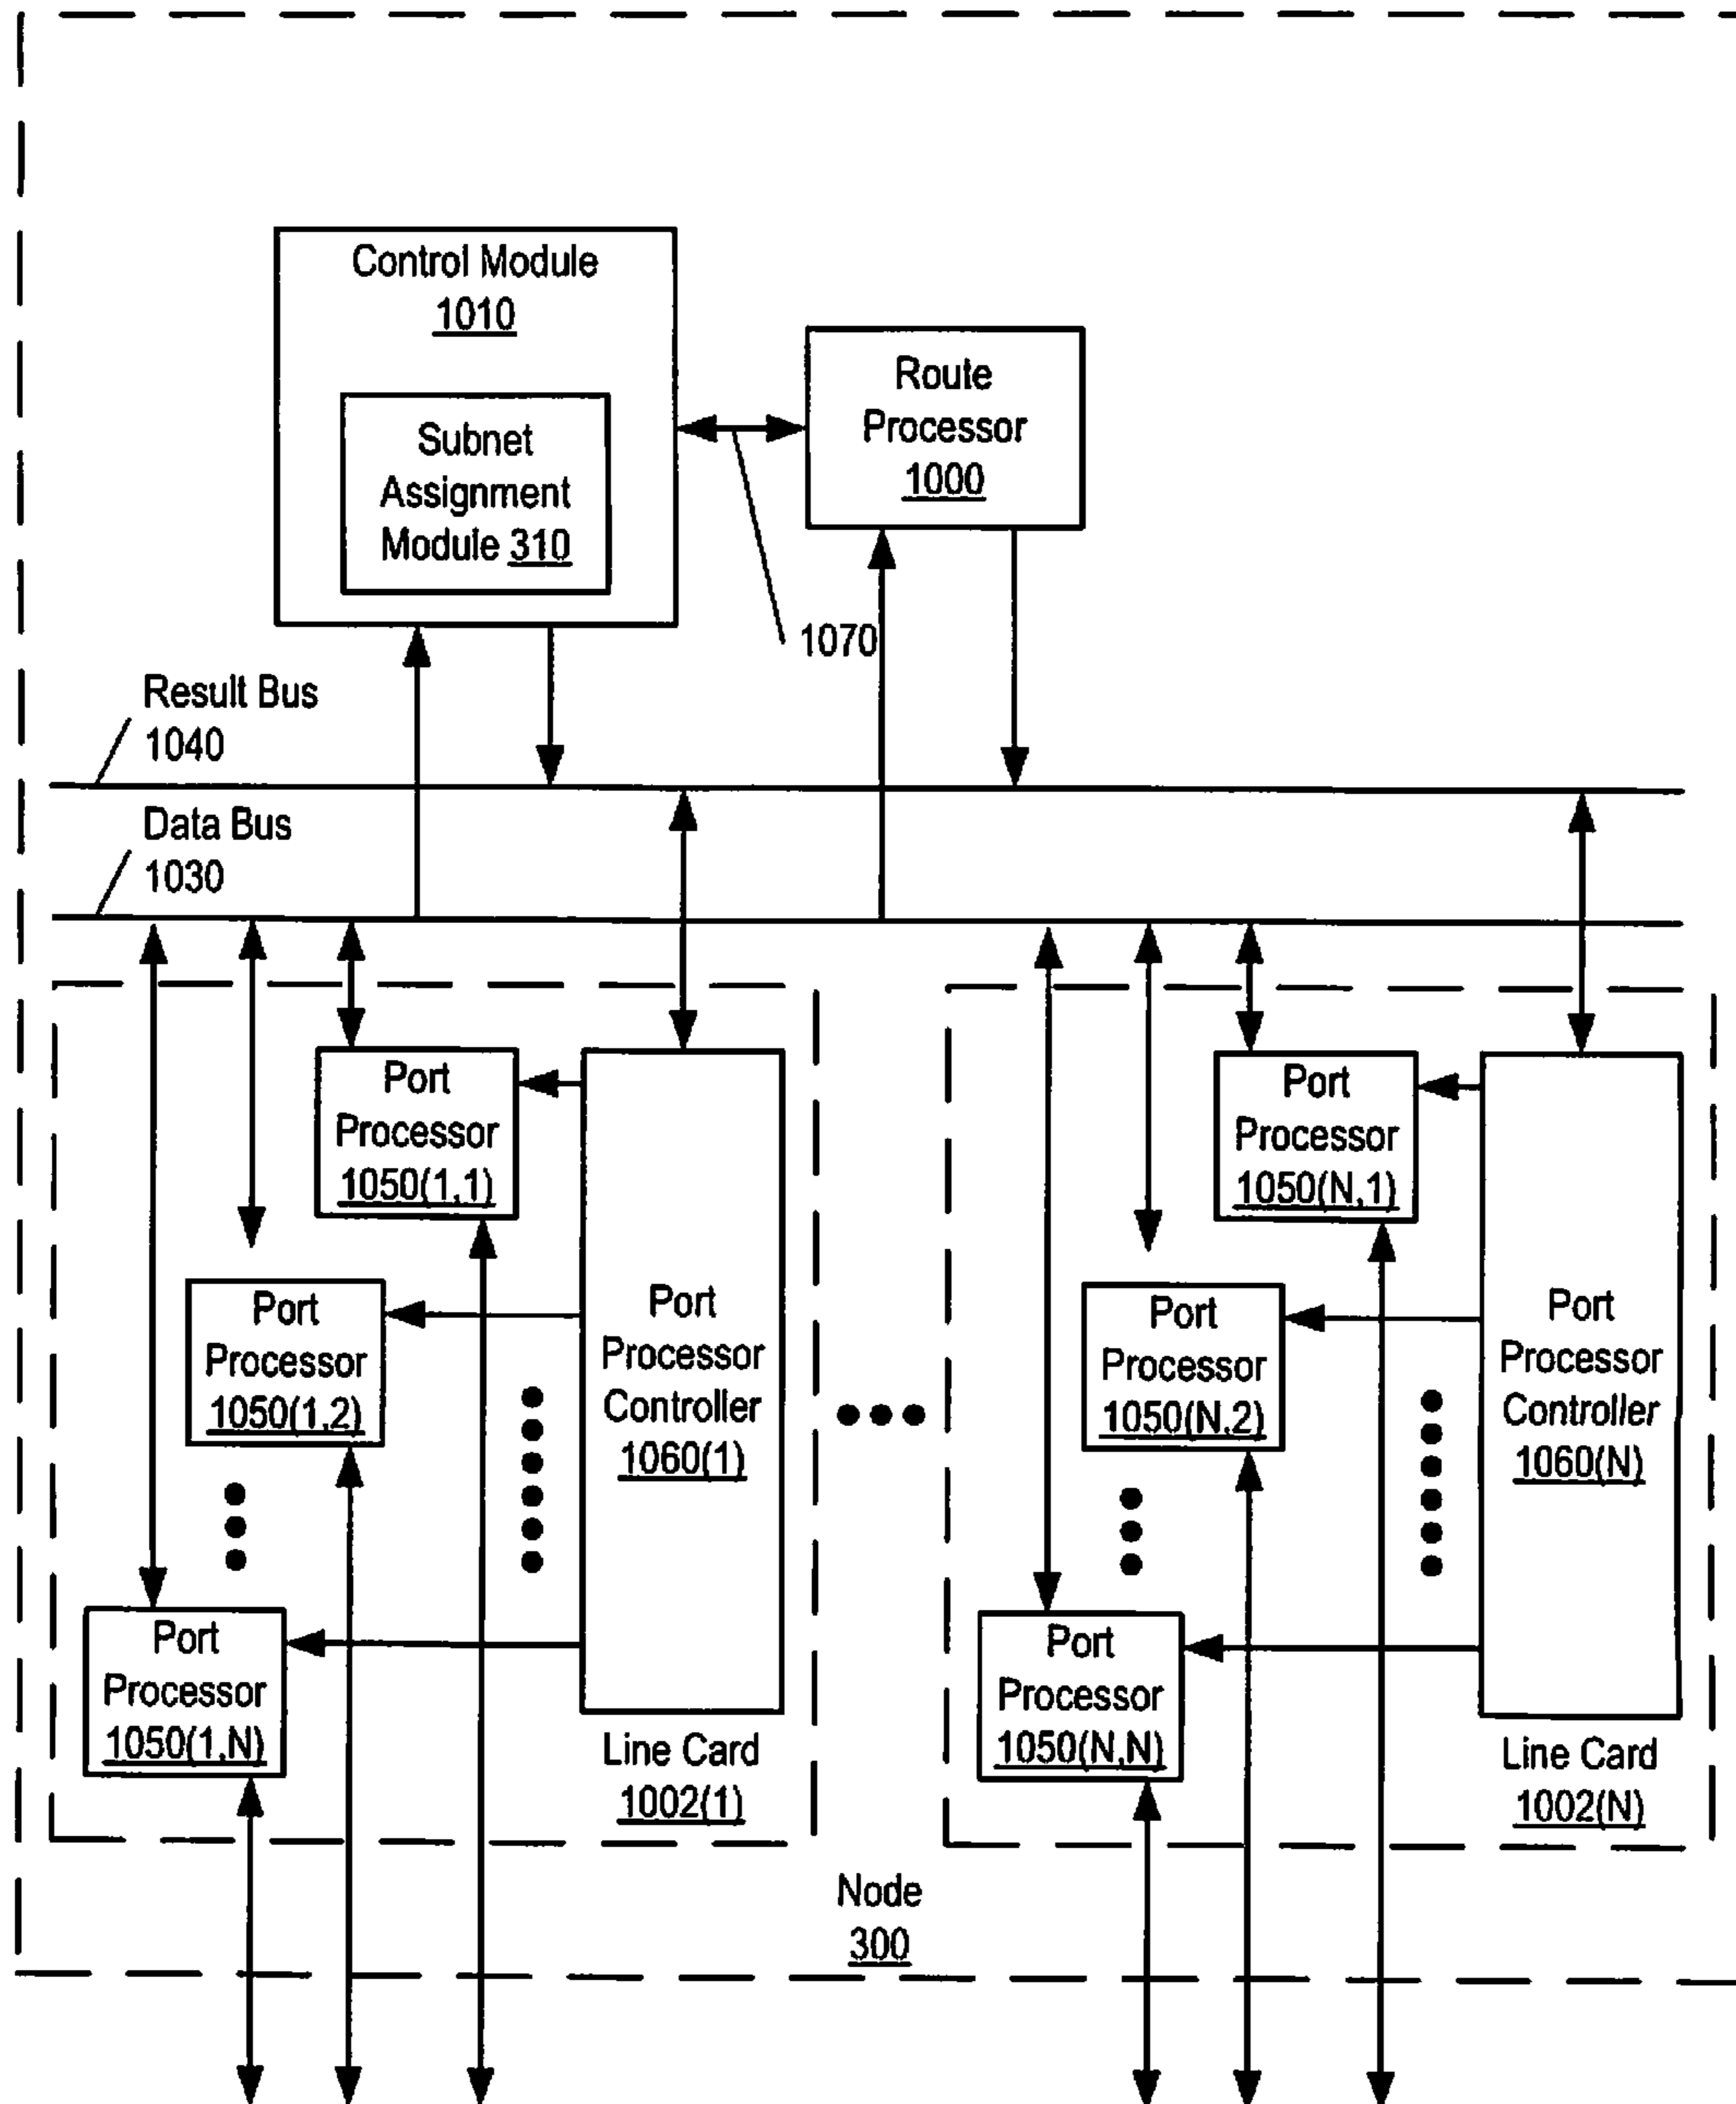 Control Module
1010
Subnet
Assignment
Module 310
Route
Processor
1000
1070
Result Bus
1040
Data Bus
1030
Port
Processor
1050(1,1)
Port
Processor
1050(1,2)
Port
Processor
1050(1,N)
Port
Processor
Controller
1060(1)
Line Card
1002(1)
Port
Processor
1050(N,1)
Port
Processor
1050(N,2)
Port
Processor
1050(N,N)
Port
Processor
Controller
1060(N)
Line Card
1002(N)
Node
300